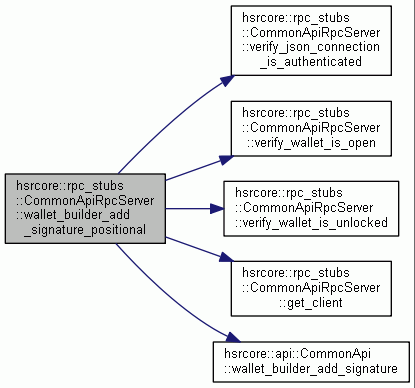 hsrcore::rpc_stubs
::CommonApiRpcServer
::verify_json_connection
_is_authenticated
hsrcore::rpc_stubs
::CommonApiRpcServer
::verify_wallet_is_open
hsrcore::rpc_stubs
::CommonApiRpcServer
::wallet_builder_add
_signature_positional
hsrcore::rpc_stubs
::CommonApiRpcServer
::verify_wallet_is_unlocked
hsrcore::rpc_stubs
::CommonApiRpcServer
::get_client
hsrcore::api::CommonApi
::wallet_builder_add_signature